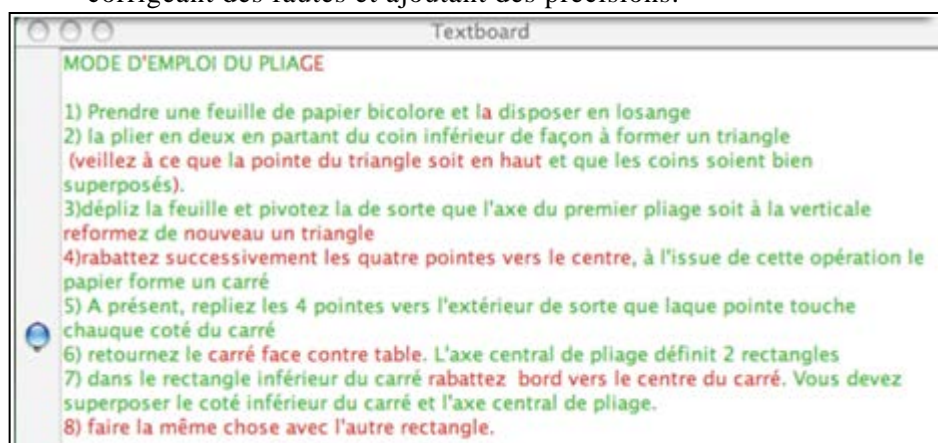 corrigeant des fautes et ajoutant des précisions.
Textboard
MODE D'EMPLOI DU PLIAGE
1) Prendre une feuille de papier bicolore et la disposer en losange
2) la plier en deux en partant du coin inférieur de façon à former un triangle
(veillez à ce que la pointe du triangle soit en haut et que les coins soient bien
superposés).
3)dépliz la feuille et pivotez la de sorte que l'axe du premier pliage soit à la verticale
reformez de nouveau un triangle
4)rabattez successivement les quatre pointes vers le centre, à l'issue de cette opération le
papier forme un carré
5) A présent, repliez les 4 pointes vers l'extérieur de sorte que laque pointe touche
chauque coté du carré
6) retournez le carré face contre table. L'axe central de pliage définit 2 rectangles
7) dans le rectangle inférieur du carré rabattez  bord vers le centre du carré. Vous devez
superposer le coté inférieur du carré et l'axe central de pliage.
8) faire la même chose avec l'autre rectangle.